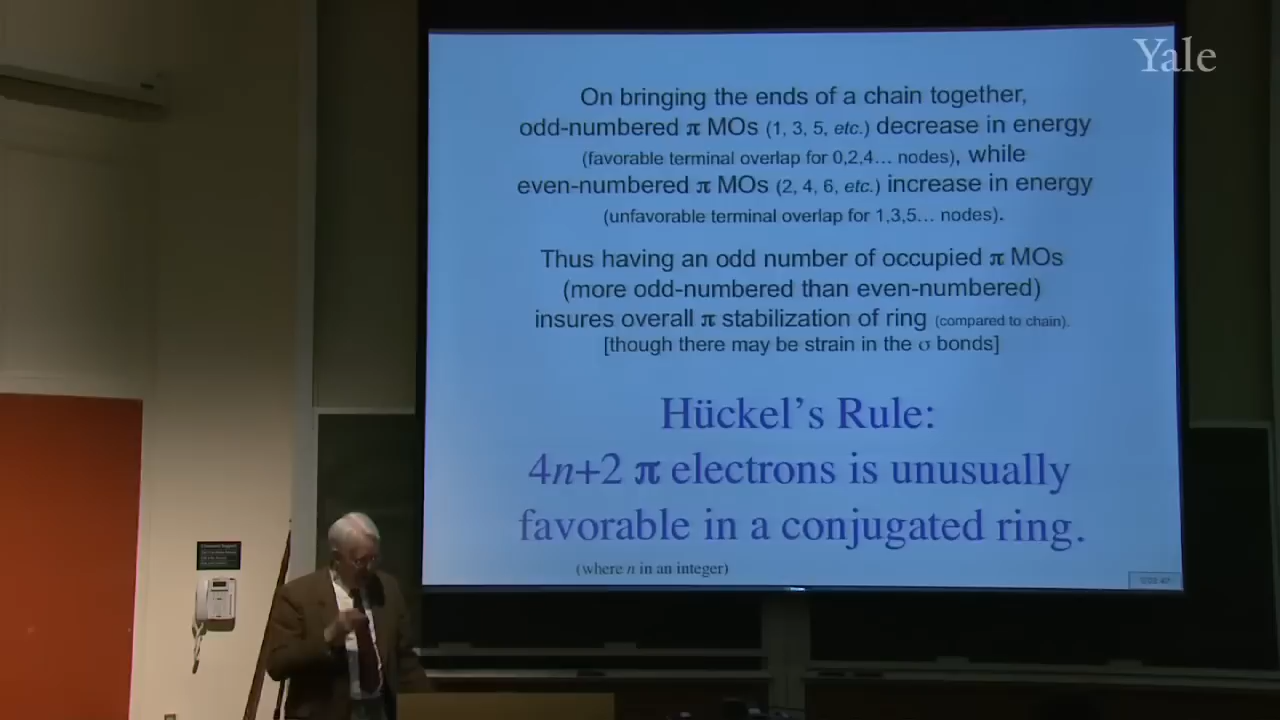 Yale
On bringing the ends of a chain together,
odd-numbered π MOs (1, 3, 5, etc.) decrease in energy
(favorable terminal overlap for 0,2,4... nodes), while
even-numbered π MOs (2, 4, 6, etc.) increase in energy
(unfavorable terminal overlap for 1,3,5... nodes).
Thus having an odd number of occupied π MOs
(more odd-numbered than even-numbered)
insures overall π stabilization of ring (compared to chain).
[though there may be strain in the σ bonds]
Hückel's Rule:
4n+2 π electrons is unusually
favorable in a conjugated ring.
(where n in an integer)